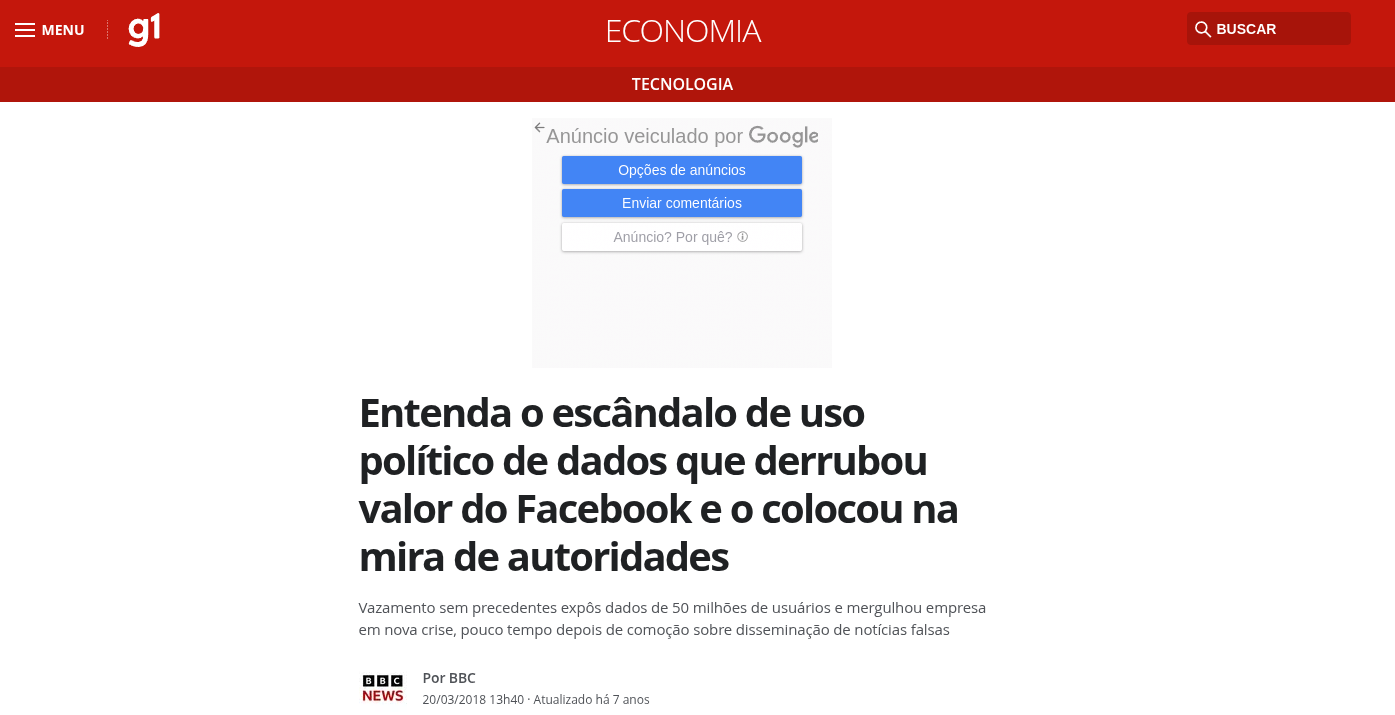 MENU
g1
ECONOMIA
BUSCAR
TECNOLOGIA
Anúncio veiculado por Google
Opções de anúncios
Enviar comentários
Anúncio? Por quê?
Entenda o escândalo de uso
político de dados que derrubou
valor do Facebook e o colocou na
mira de autoridades
Vazamento sem precedentes expôs dados de 50 milhões de usuários e mergulhou empresa
em nova crise, pouco tempo depois de comoção sobre disseminação de notícias falsas
BBC
NEWS
Por BBC
20/03/2018 13h40 · Atualizado há 7 anos